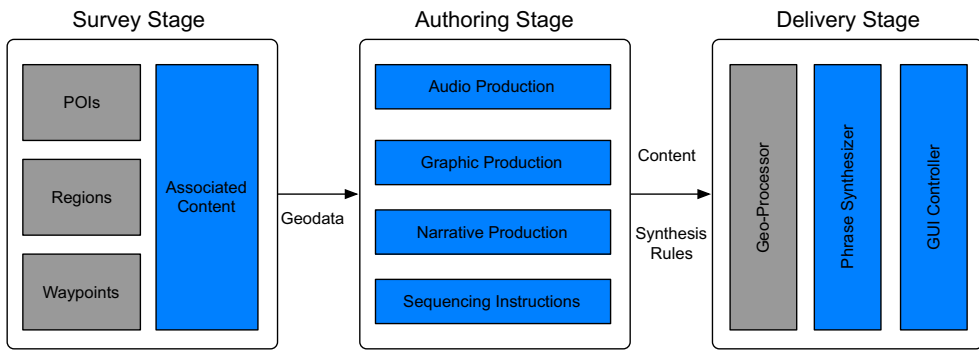 Survey Stage
POIs
Regions
Waypoints
Associated
Content
Geodata
Authoring Stage
Audio Production
Graphic Production
Narrative Production
Sequencing Instructions
Content
Synthesis
Rules
Delivery Stage
Geo-Processor
Phrase Synthesizer
GUI Controller